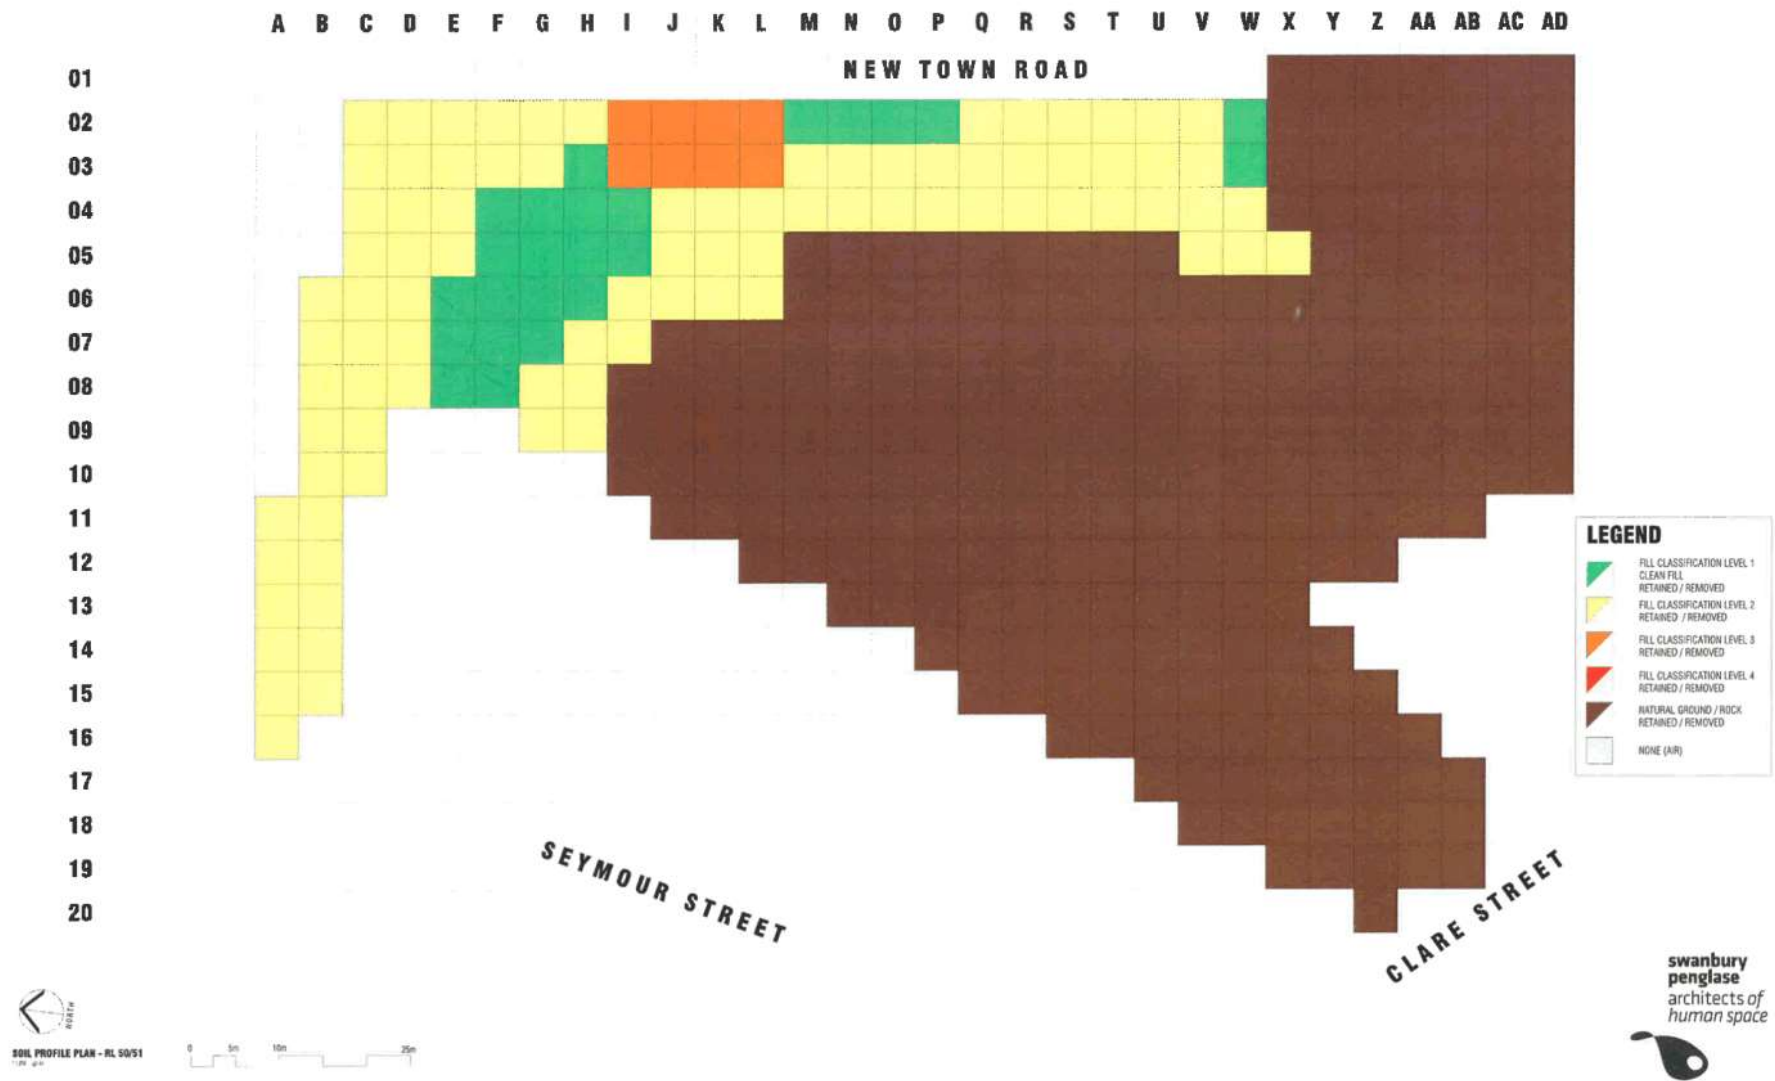 A B C D E F G H I J K L M N O P Q R S T U V W X Y Z AA AB AC AD
NEW TOWN ROAD
01
02
03
04
05
06
07
08
09
10
11
12
13
14
15
16
17
18
19
20
LEGEND
FILL CLASSIFICATION LEVEL 1
CLEAN FILL
RETAINED / REMOVED
FILL CLASSIFICATION LEVEL 2
RETAINED / REMOVED
FILL CLASSIFICATION LEVEL 3
RETAINED / REMOVED
FILL CLASSIFICATION LEVEL 4
RETAINED / REMOVED
NATURAL GROUND / ROCK
RETAINED / REMOVED
NONE (AIR)
SEYMOUR STREET
CLARE STREET
NORTH
SOIL PROFILE PLAN - RL 50/51
0 5m 10m 25m
swanbury
penglase
architects of
human space